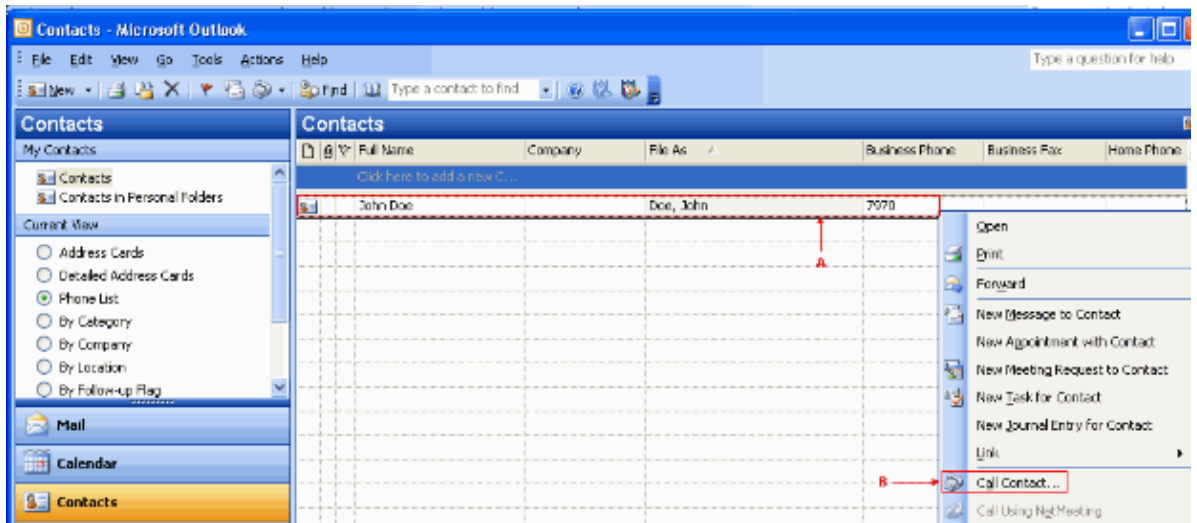 Contacts - Microsoft Outlook
File Edit View Go Tools Actions Help
Type a question for help
New Find Type a contact to find
Contacts
My Contacts
Contacts
Contacts in Personal Folders
Current View
Address Cards
Detailed Address Cards
Phone List
By Category
By Company
By Location
By Follow-up Flag
Mail
Calendar
Contacts
Contacts
Full Name Company File As Business Phone Business Fax Home Phone
Click here to add a new C...
John Doe Doe, John 7970
A
Open
Print
Forward
New Message to Contact
New Appointment with Contact
New Meeting Request to Contact
New Task for Contact
New Journal Entry for Contact
Link
B
Call Contact...
Call Using NetMeeting